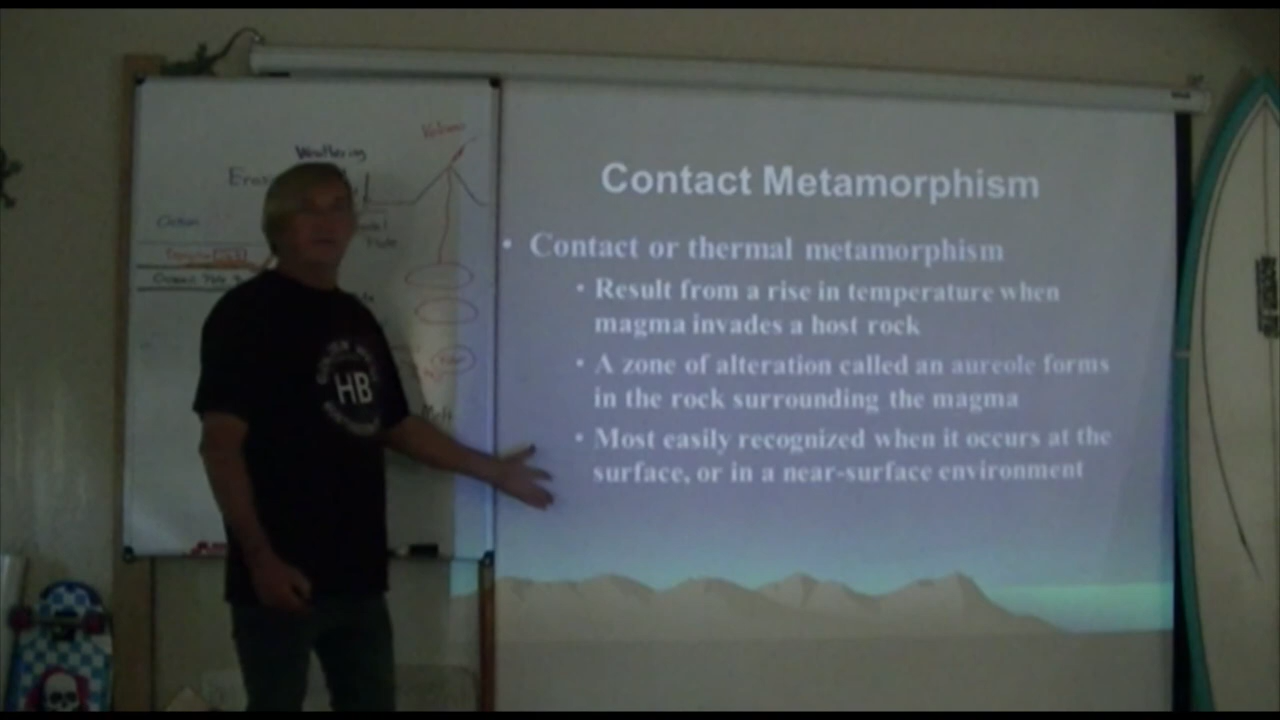 Weathering
Volcano
Contact Metamorphism
• Contact or thermal metamorphism
• Result from a rise in temperature when
magma invades a host rock
• A zone of alteration called an aureole forms
in the rock surrounding the magma
• Most easily recognized when it occurs at the
surface, or in a near-surface environment
HB